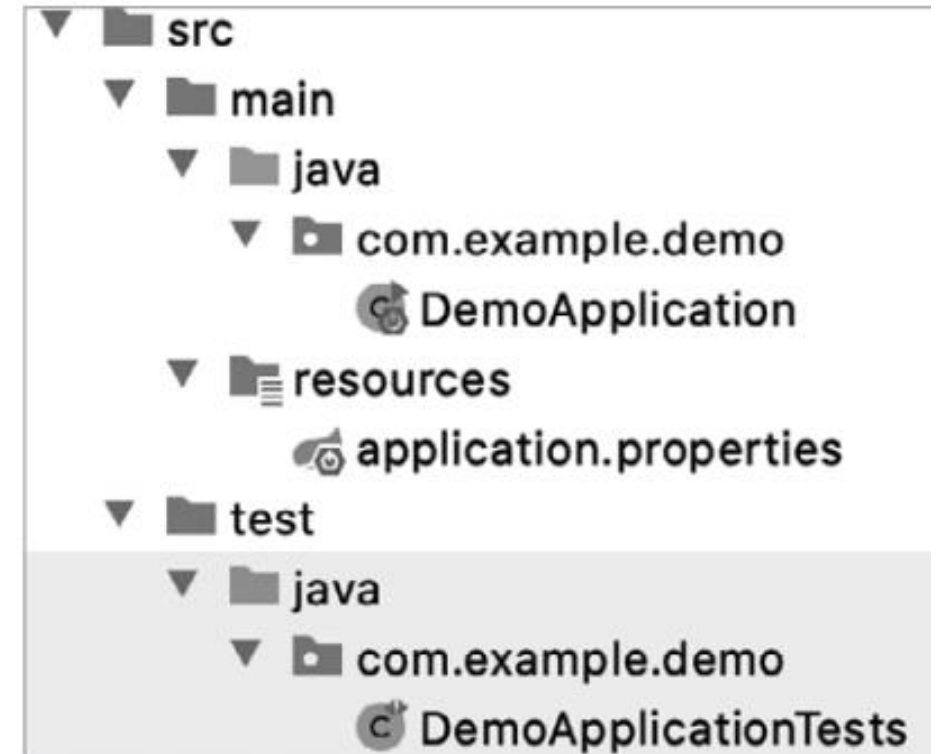 src
main
java
com.example.demo
DemoApplication
resources
application.properties
test
java
com.example.demo
DemoApplicationTests